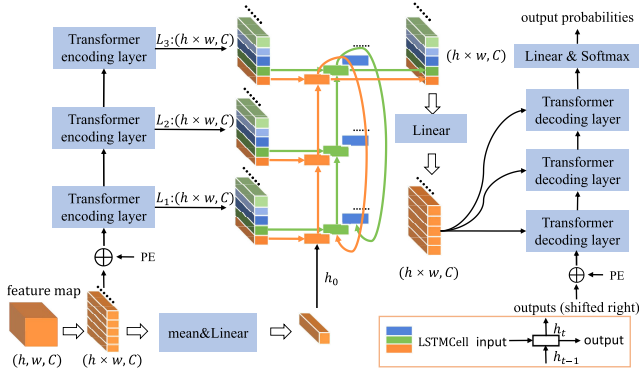 output probabilities
Transformer
encoding layer
L₃:(h × w, C)
......
(h × w, C)
Linear & Softmax
Transformer
decoding layer
Transformer
encoding layer
L₂:(h × w, C)
......
Linear
Transformer
decoding layer
Transformer
encoding layer
L₁:(h × w, C)
......
Transformer
decoding layer
PE
(h × w, C)
PE
feature map
h₀
mean&Linear
outputs (shifted right)
(h, w, C)
(h × w, C)
LSTMCell
input
hₜ
output
hₜ₋₁